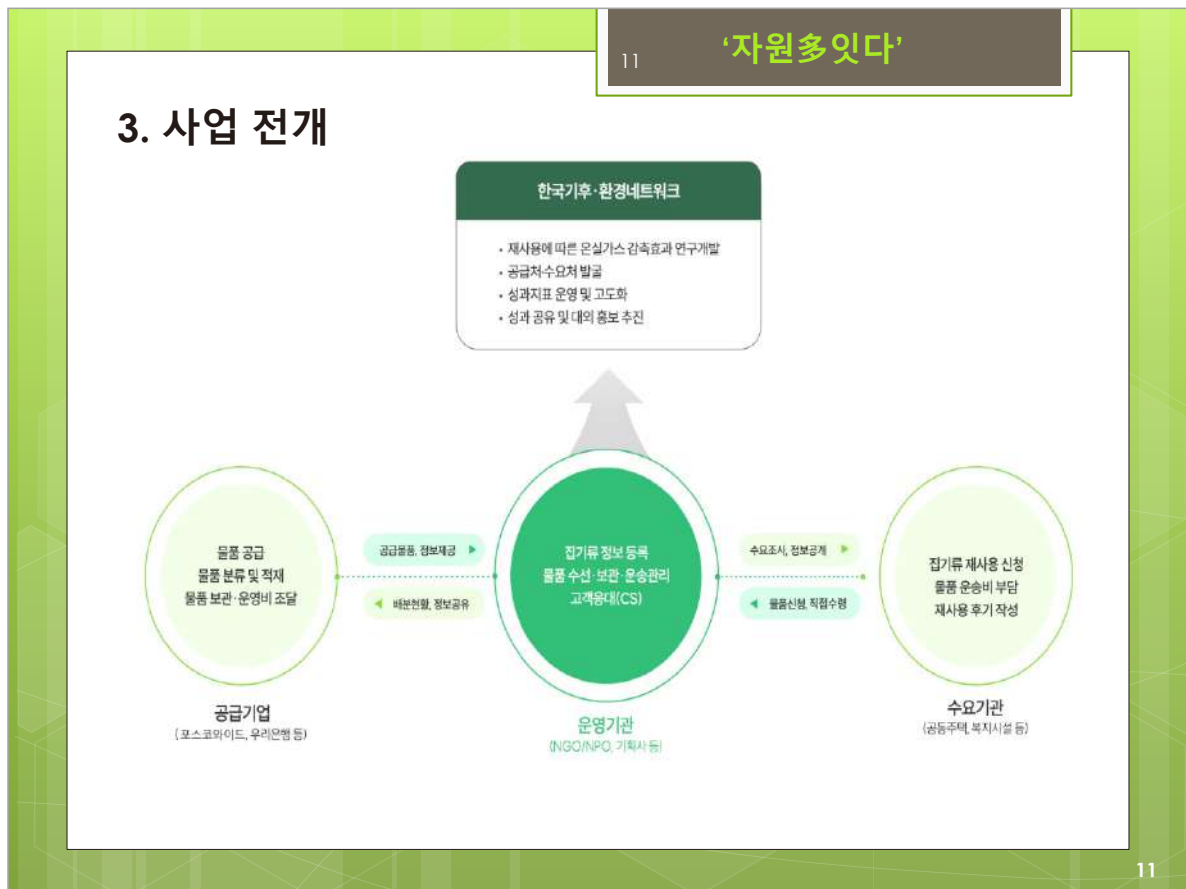 11
‘자원多잇다’
3. 사업 전개
한국기후·환경네트워크
• 재사용에 따른 온실가스 감축효과 연구개발
• 공급처·수요처 발굴
• 성과지표 운영 및 고도화
• 성과 공유 및 대외 홍보 추진
물품 공급
물품 분류 및 적재
물품 보관·운영비 조달
공급물품, 정보제공
배분현황, 정보공유
집기류 정보 등록
물품 수선·보관·운송관리
고객응대(CS)
수요조사, 정보공개
물품신청, 직접수령
집기류 재사용 신청
물품 운송비 부담
재사용 후기 작성
공급기업
(포스코와이드, 우리은행 등)
운영기관
(NGO/NPO, 기획사 등)
수요기관
(공동주택, 복지시설 등)
11